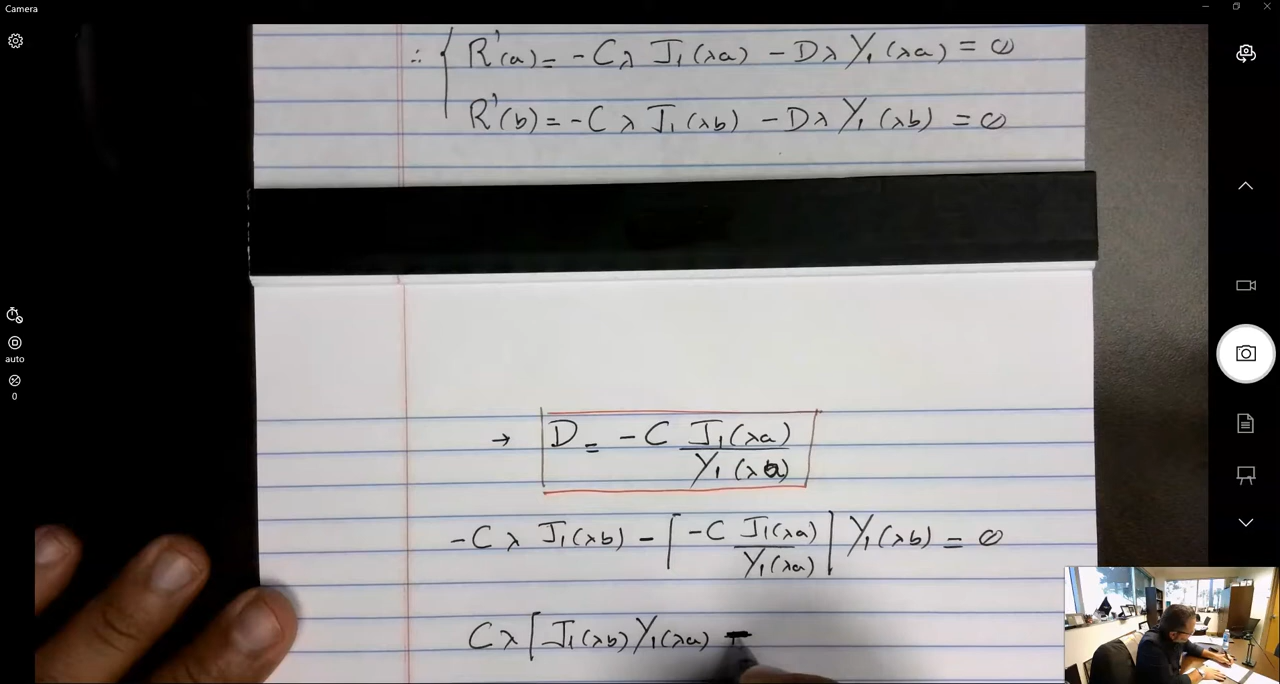 Camera
∴ { R'(a) = -Cλ J₁(λa) - Dλ Y₁(λa) = 0
R'(b) = -Cλ J₁(λb) - Dλ Y₁(λb) = 0
auto
0
→ D = -C J₁(λa) / Y₁(λa)
-Cλ J₁(λb) - [-C J₁(λa) / Y₁(λa)] Y₁(λb) = 0
Cλ [J₁(λb) Y₁(λa) -